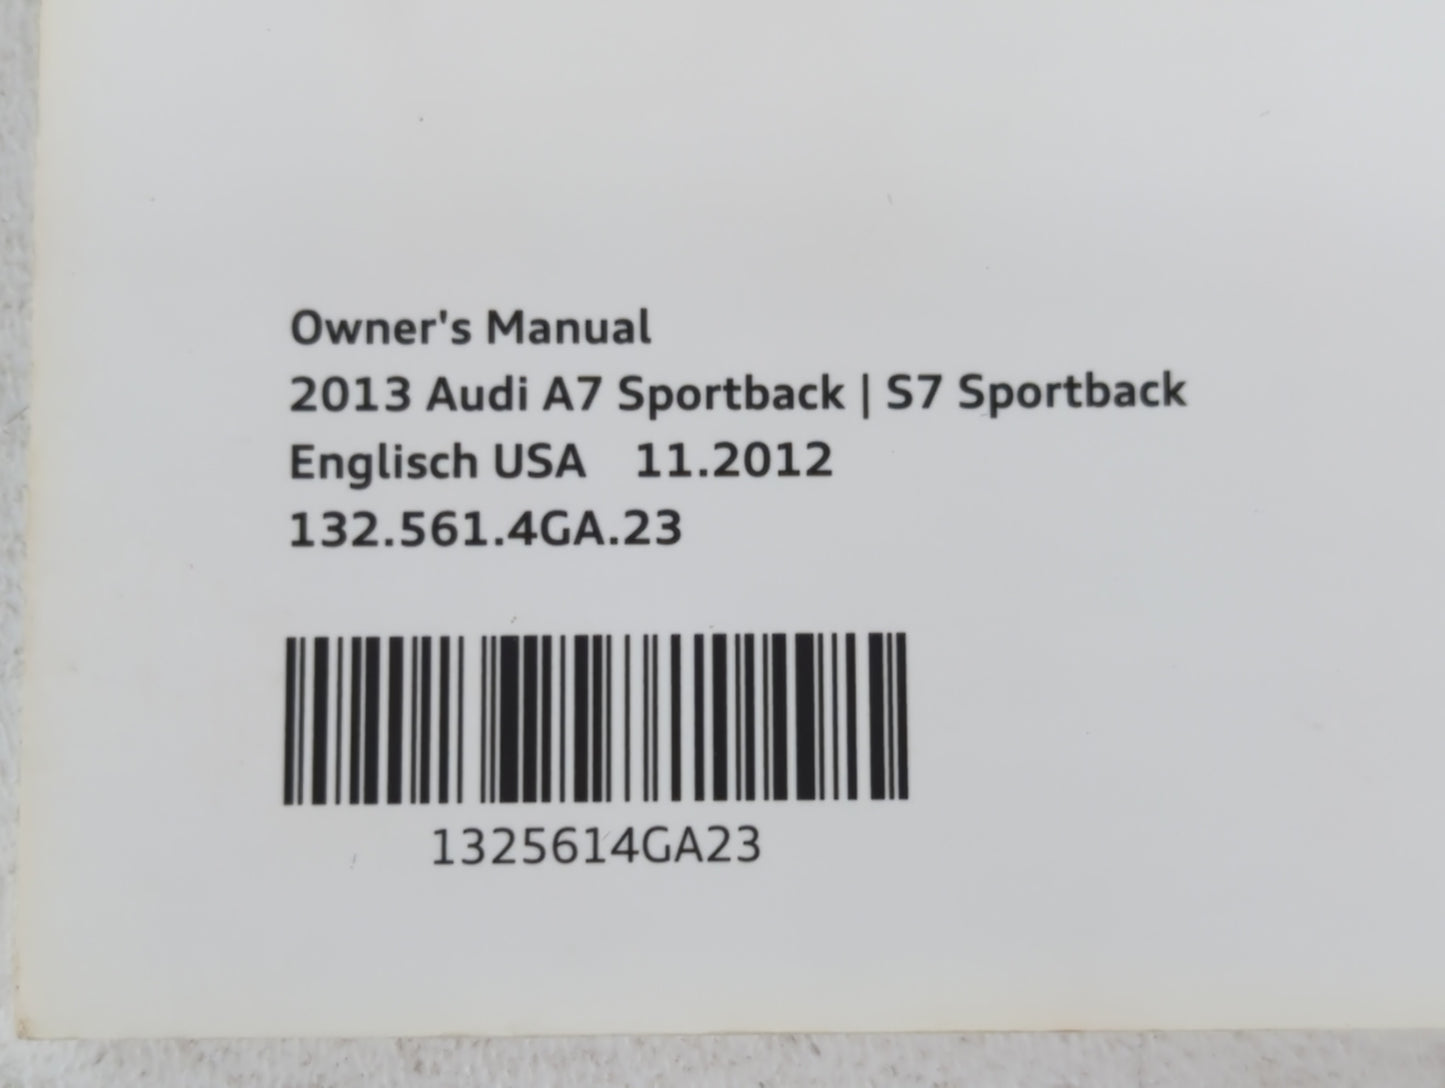 Owner's Manual
2013 Audi A7 Sportback | S7 Sportback
Englisch USA 11.2012
132.561.4GA.23
1325614GA23